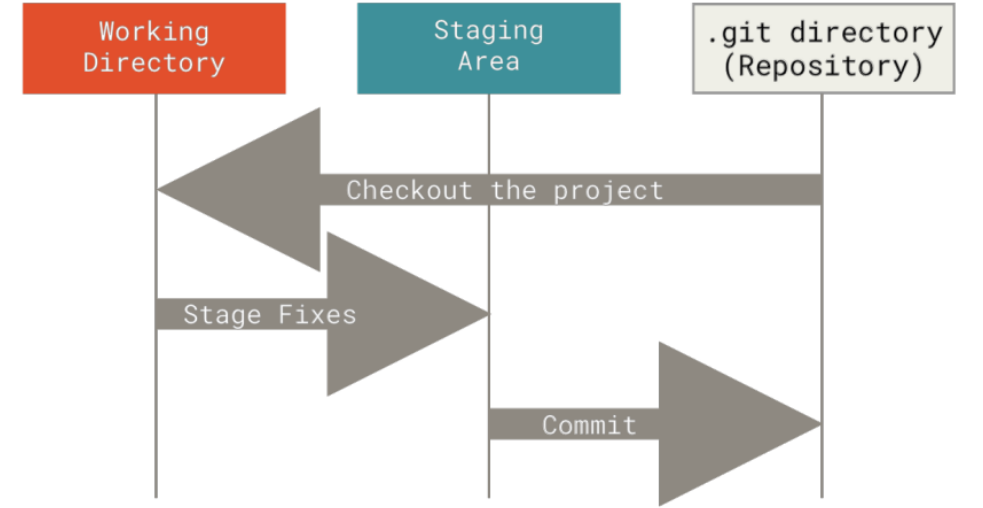 Working
Directory
Staging
Area
.git directory
(Repository)
Checkout the project
Stage Fixes
Commit